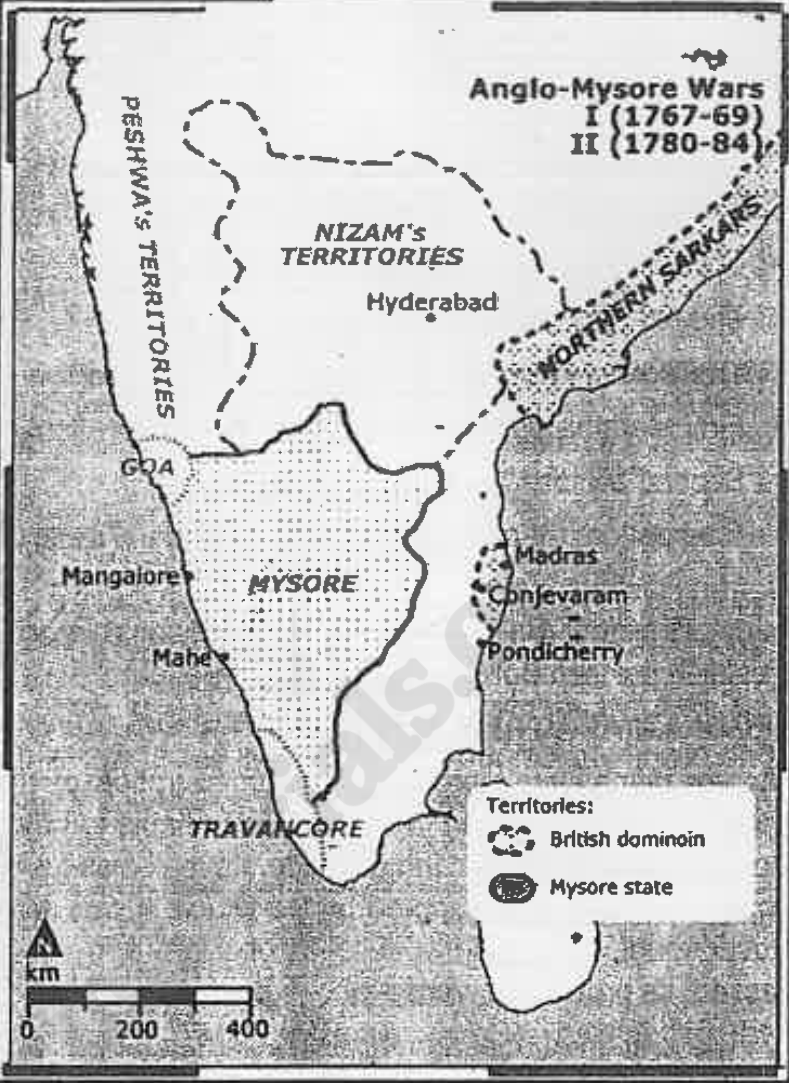 Anglo-Mysore Wars
I (1767-69)
II (1780-84)
PESHWA's TERRITORIES
NIZAM's
TERRITORIES
Hyderabad
NORTHERN SARKARS
GOA
Mangalore
MYSORE
Madras
Conjevaram
Mahe
Pondicherry
TRAVANCORE
Territories:
British dominoin
Mysore state
N
km
0 200 400